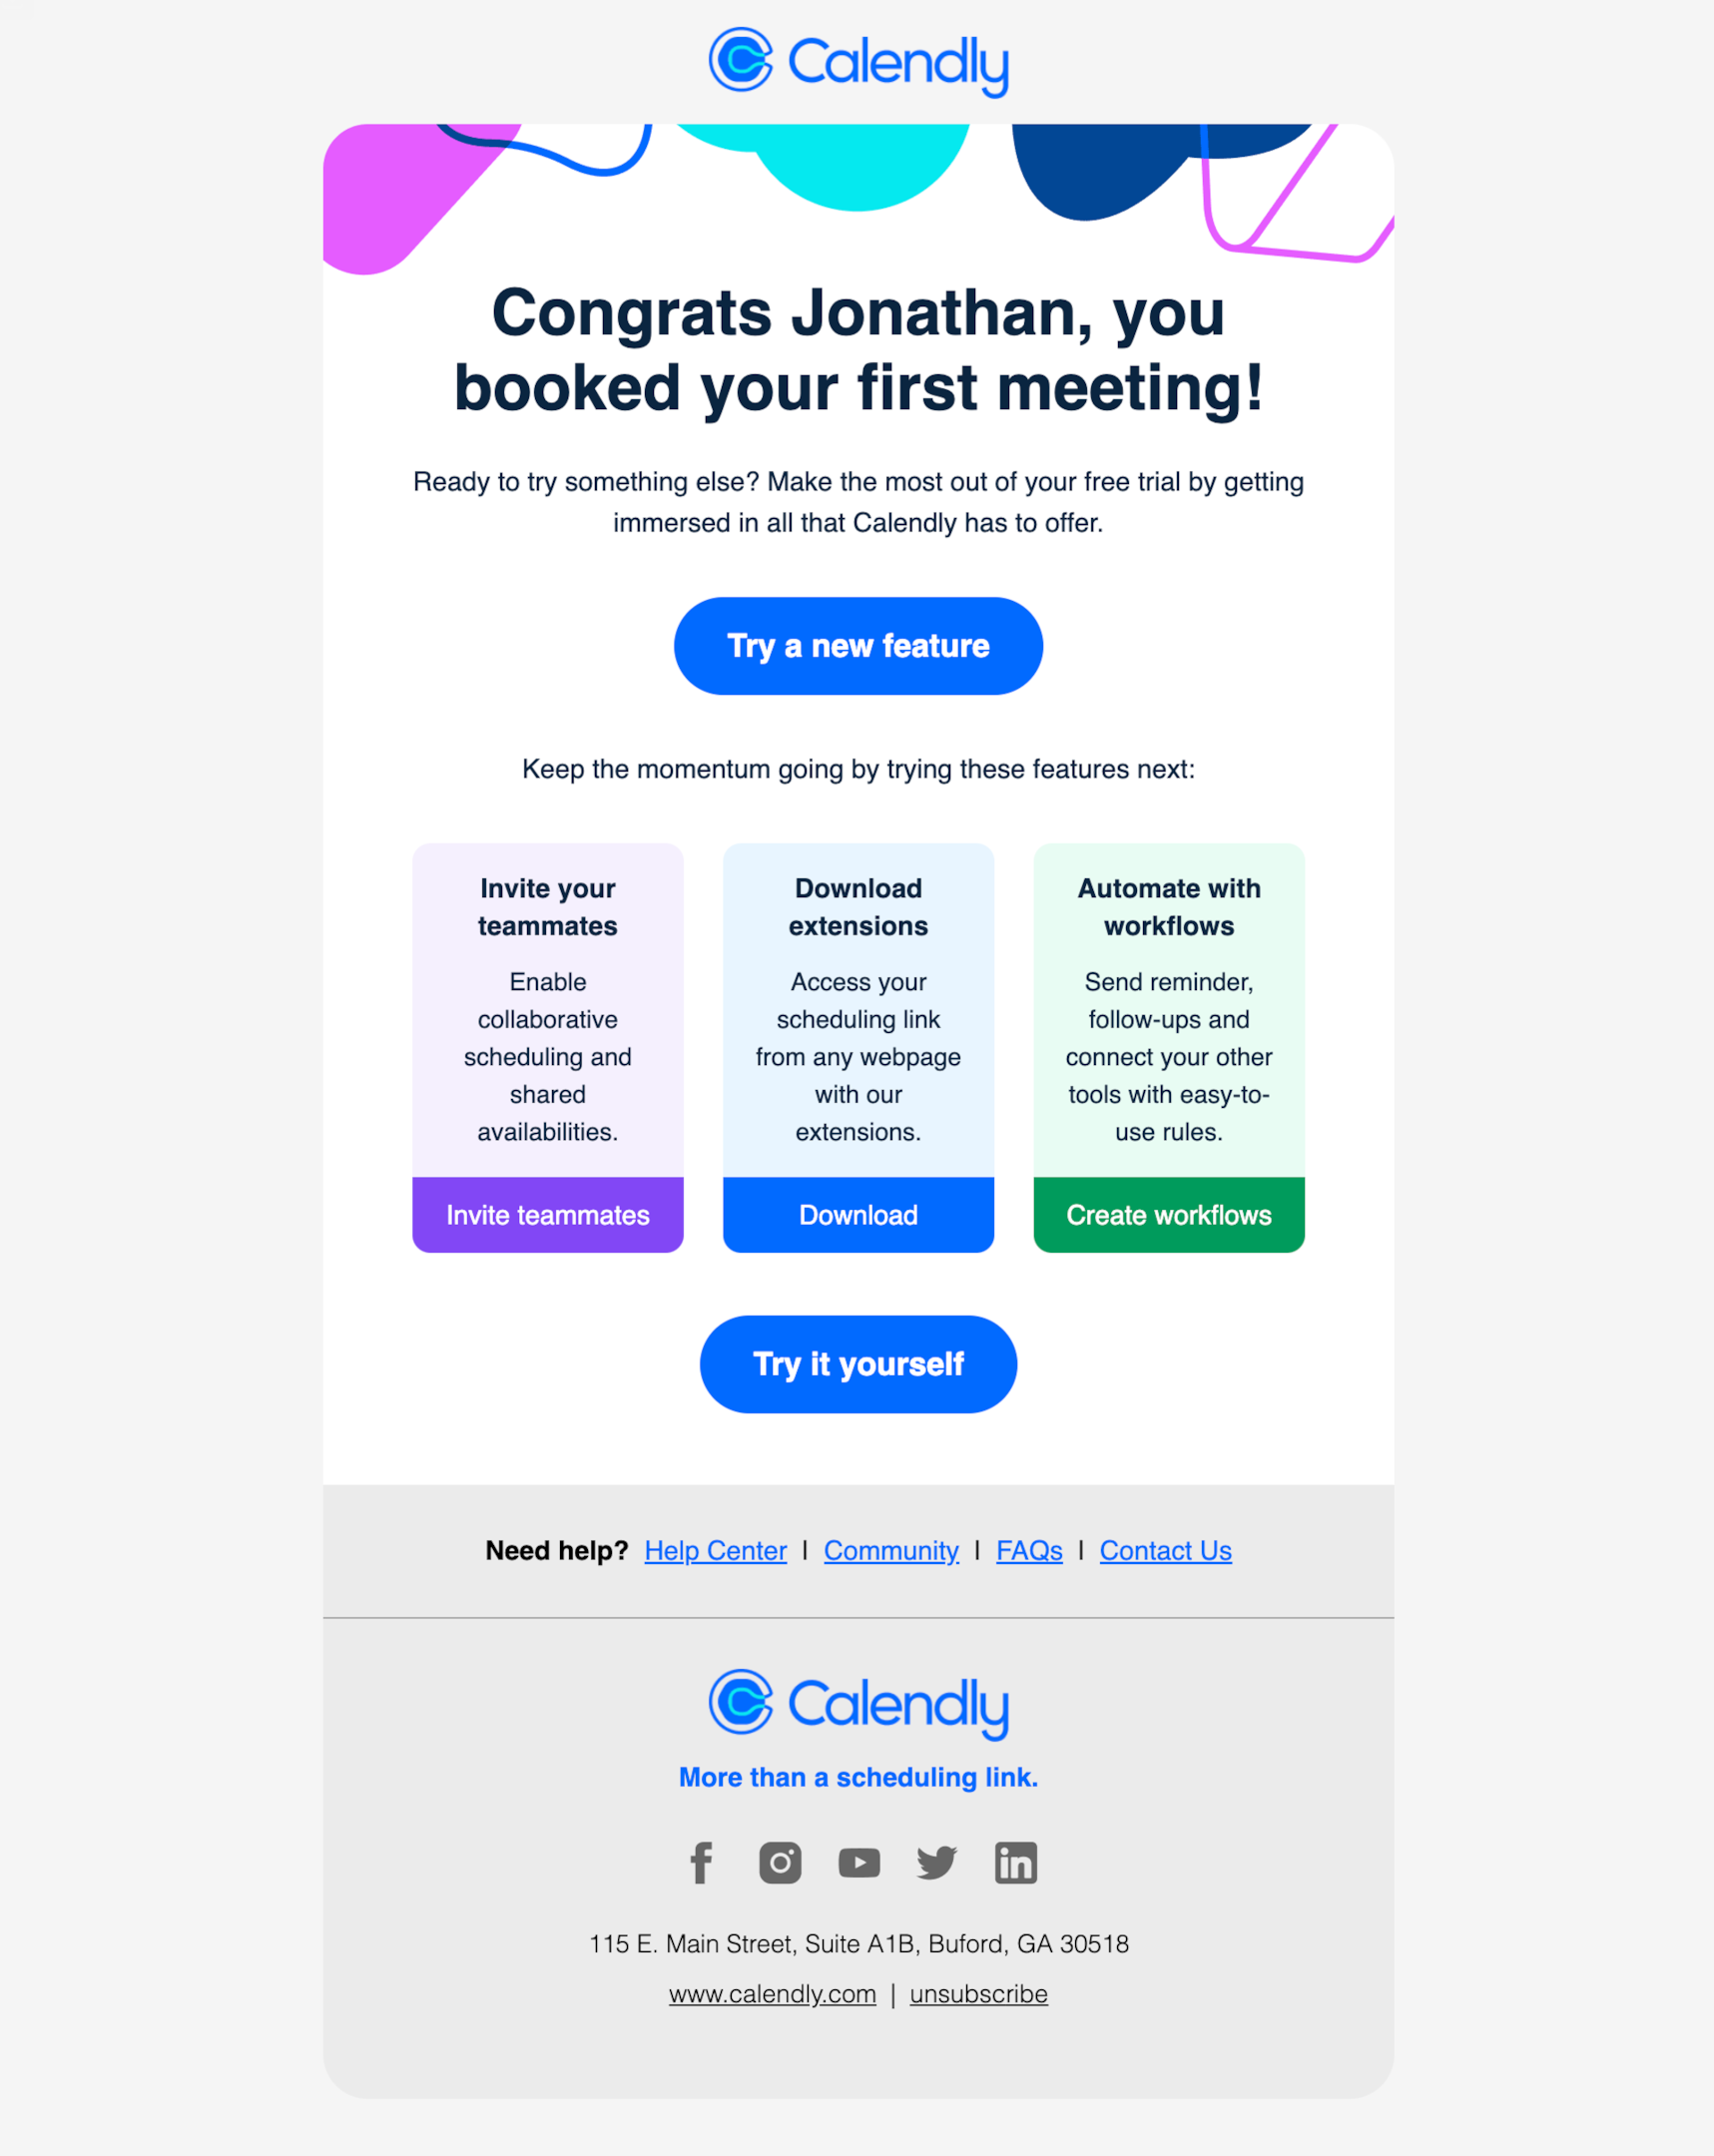 Calendly
Congrats Jonathan, you
booked your first meeting!
Ready to try something else? Make the most out of your free trial by getting
immersed in all that Calendly has to offer.
Try a new feature
Keep the momentum going by trying these features next:
Invite your
teammates
Enable
collaborative
scheduling and
shared
availabilities.
Invite teammates
Download
extensions
Access your
scheduling link
from any webpage
with our
extensions.
Download
Automate with
workflows
Send reminder,
follow-ups and
connect your other
tools with easy-to-
use rules.
Create workflows
Try it yourself
Need help? Help Center | Community | FAQs | Contact Us
Calendly
More than a scheduling link.
115 E. Main Street, Suite A1B, Buford, GA 30518
www.calendly.com | unsubscribe